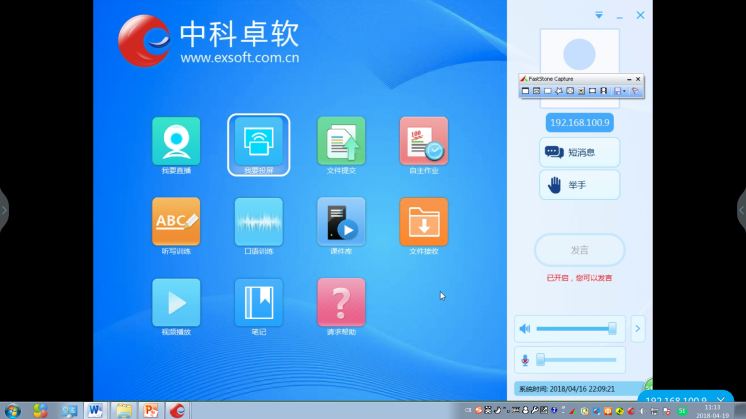 中科卓软
www.exsoft.com.cn
FastStone Capture
192.168.100.9
我要直播
我要投屏
文件提交
自主作业
短消息
举手
ABC
听写训练
口语训练
课件库
文件接收
发言
已开启，您可以发言
视频播放
笔记
请求帮助
系统时间: 2018/04/16 22:09:21
192.168.100.9
11:13
2018-04-19